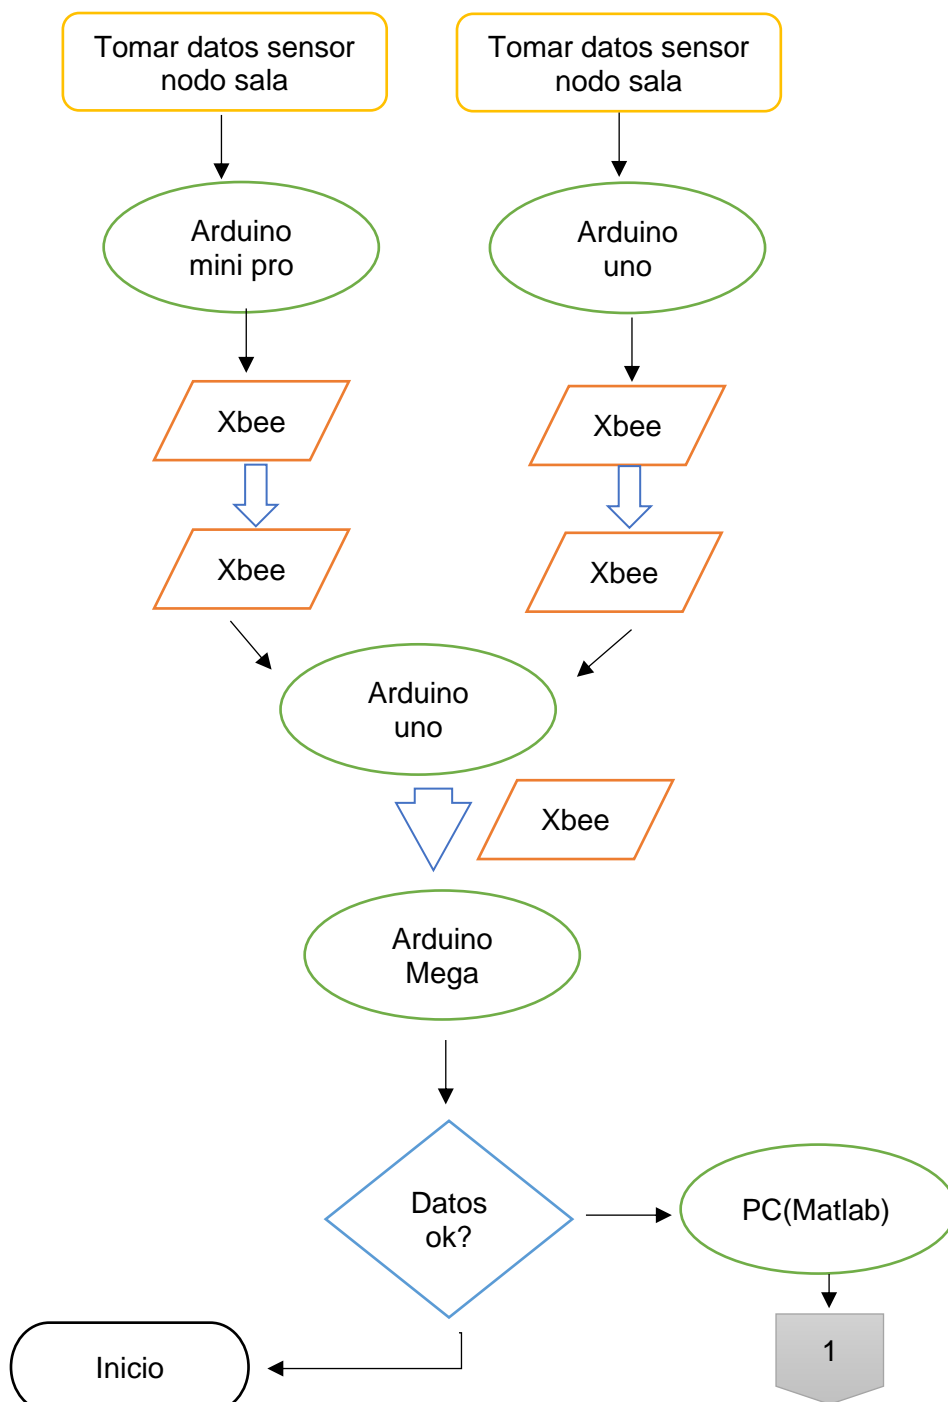 Tomar datos sensor
nodo sala
Tomar datos sensor
nodo sala
Arduino
mini pro
Arduino
uno
Xbee
Xbee
Xbee
Xbee
Arduino
uno
Xbee
Arduino
Mega
Datos
ok?
PC(Matlab)
Inicio
1